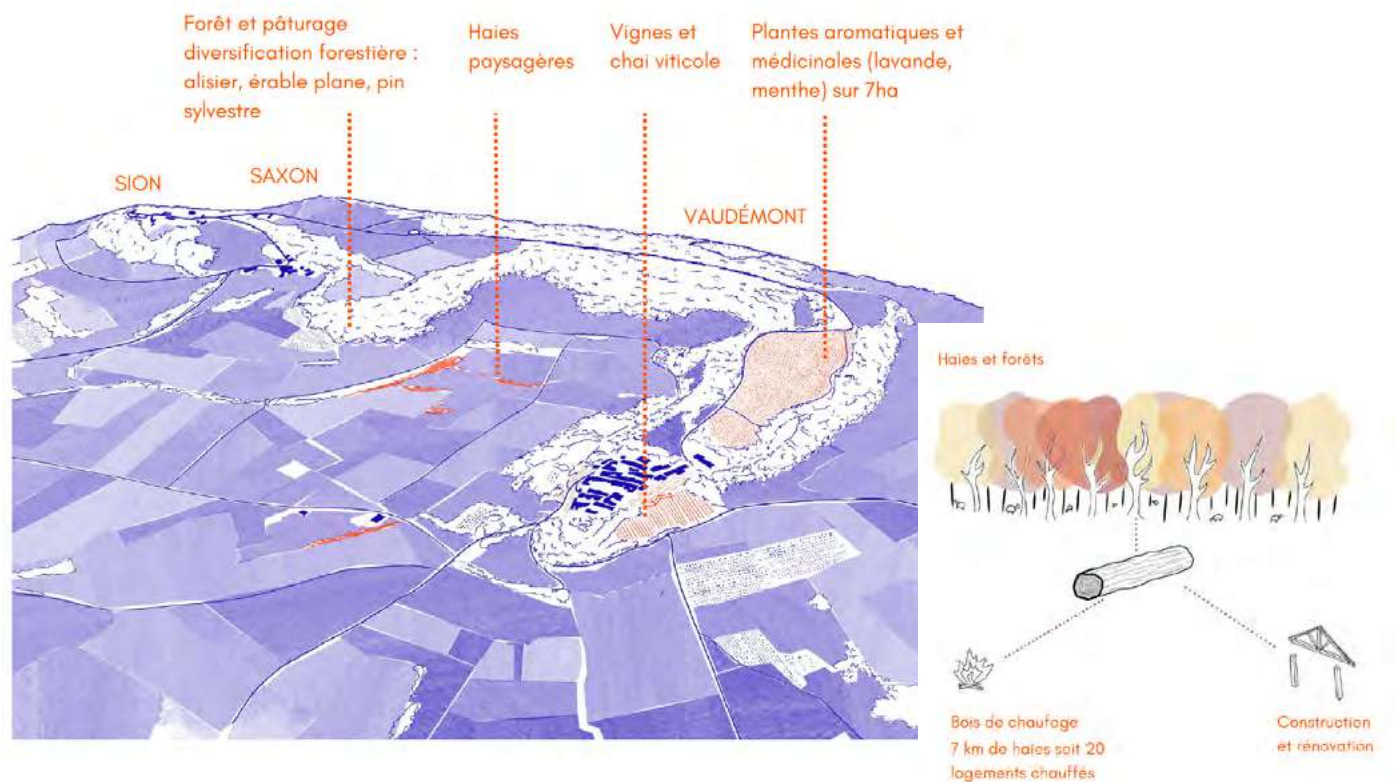 Forêt et pâturage
diversification forestière :
alisier, érable plane, pin
sylvestre
Haies
paysagères
Vignes et
chai viticole
Plantes aromatiques et
médicinales (lavande,
menthe) sur 7ha
SION
SAXON
VAUDÉMONT
Haies et forêts
Bois de chaufage
7 km de haies soit 20
logements chauffés
Construction
et rénovation